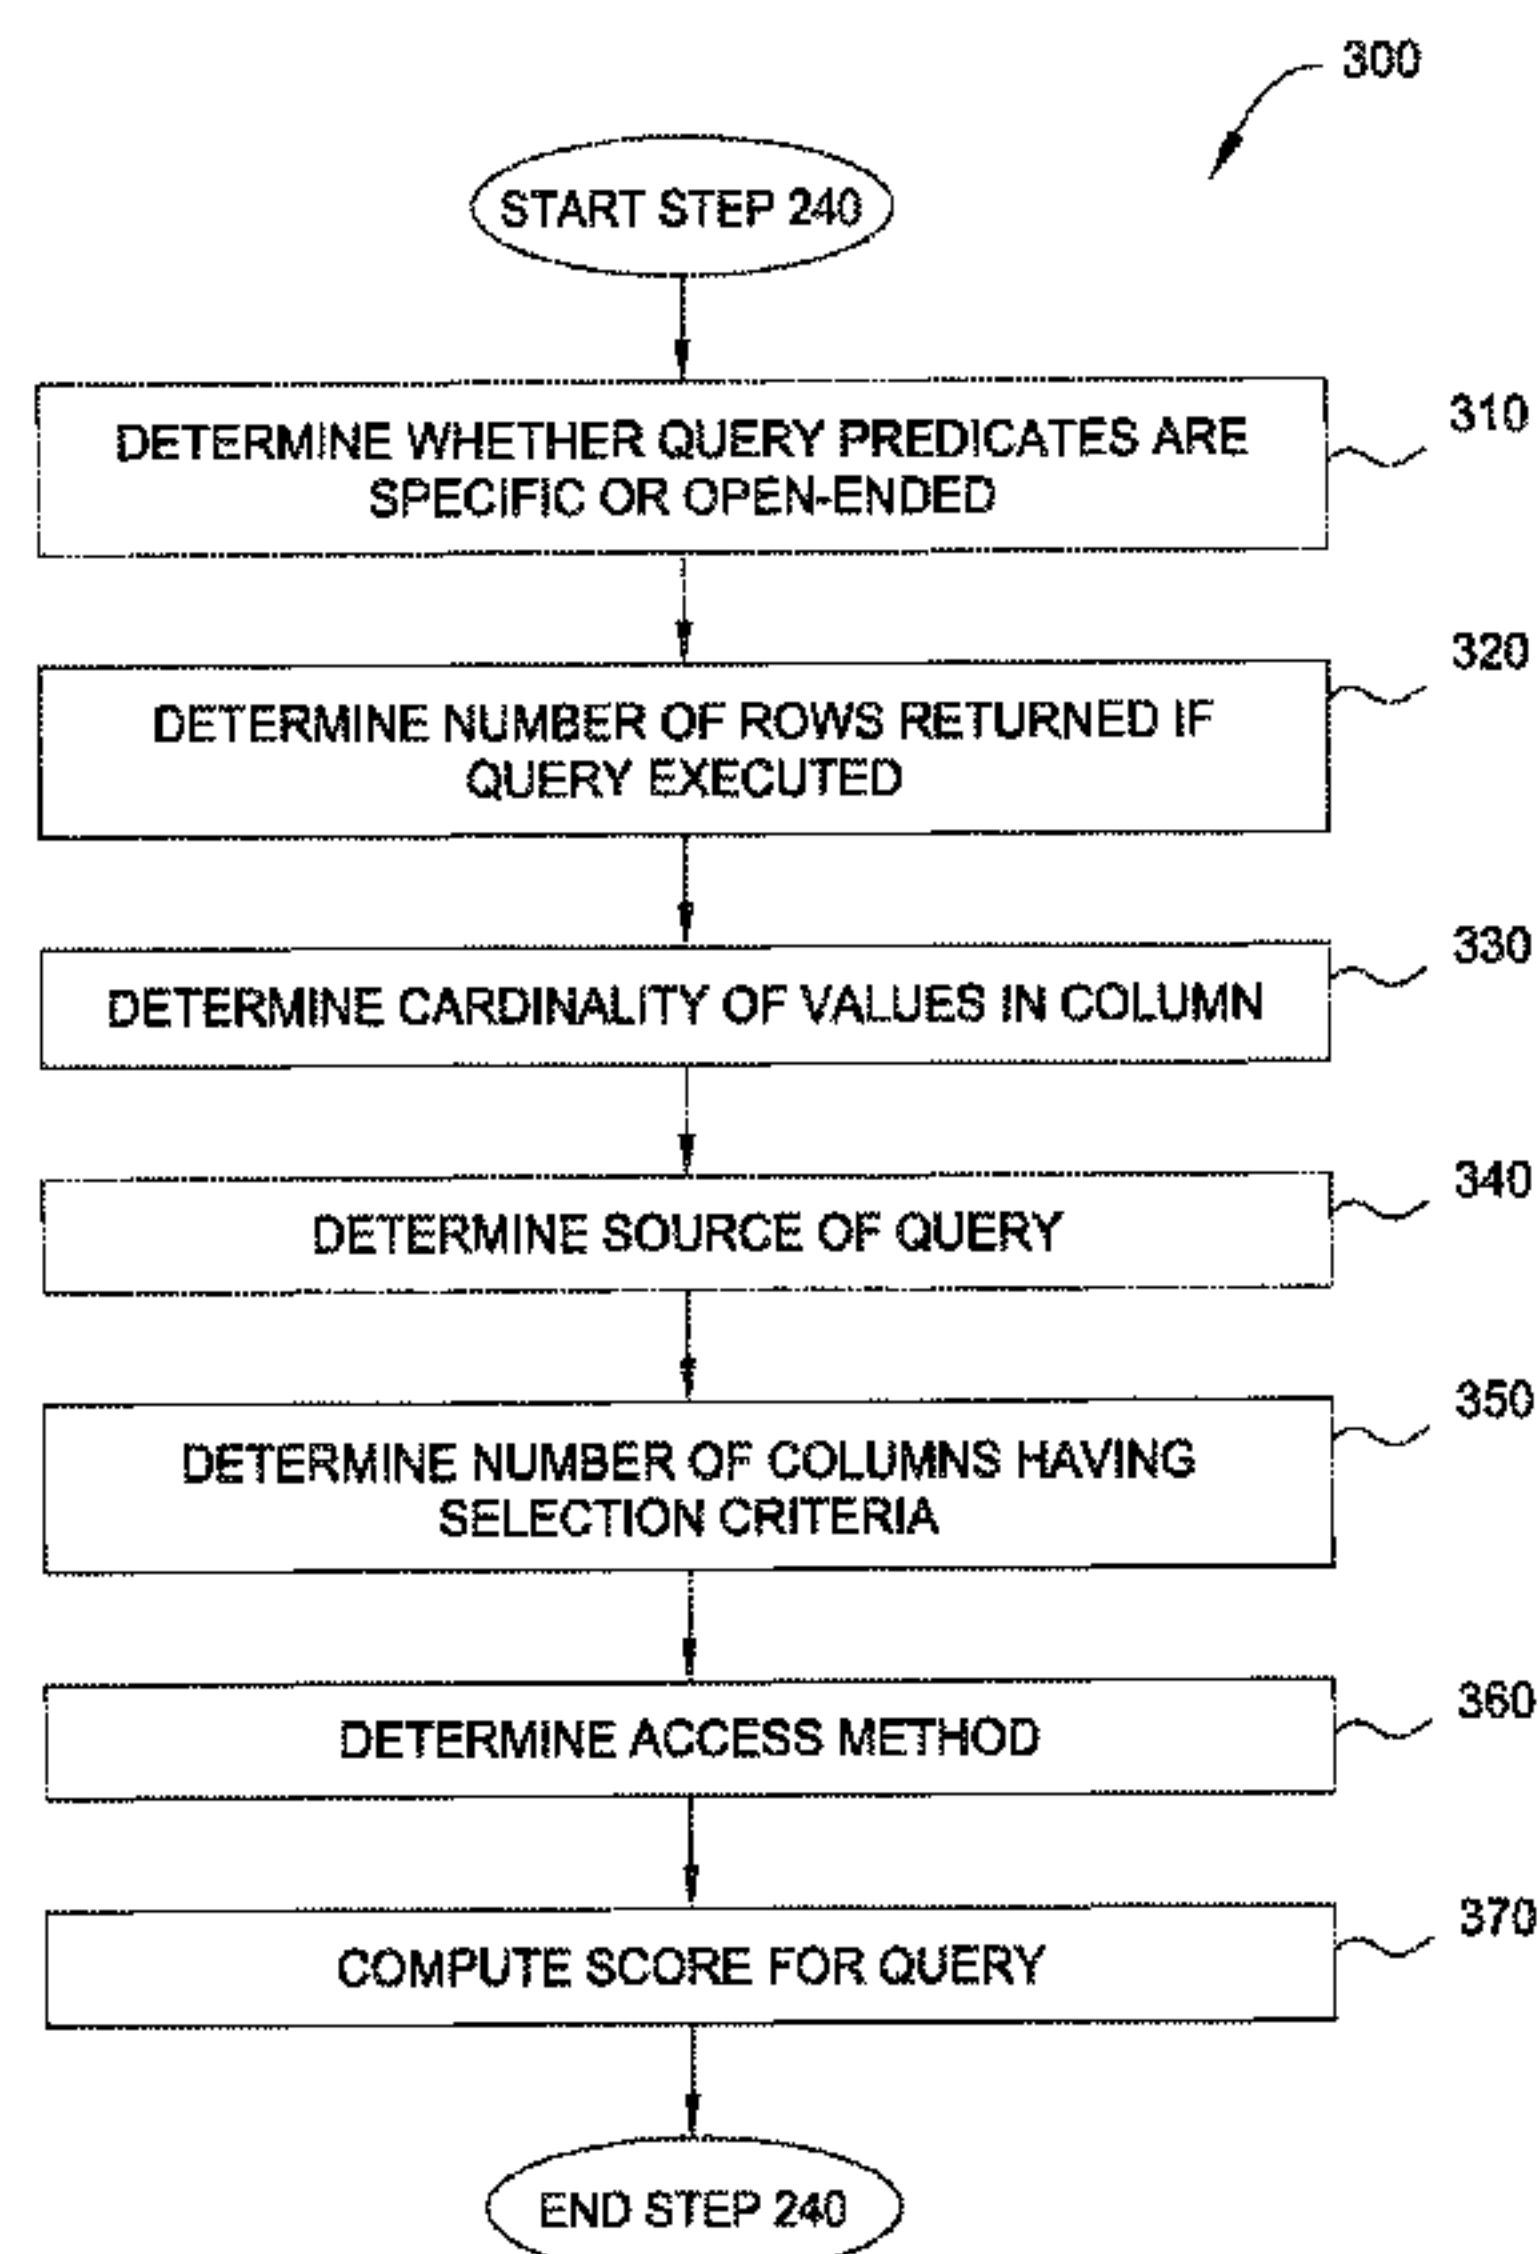 300
START STEP 240
DETERMINE WHETHER QUERY PREDICATES ARE
SPECIFIC OR OPEN-ENDED
310
DETERMINE NUMBER OF ROWS RETURNED IF
QUERY EXECUTED
320
DETERMINE CARDINALITY OF VALUES IN COLUMN
330
DETERMINE SOURCE OF QUERY
340
DETERMINE NUMBER OF COLUMNS HAVING
SELECTION CRITERIA
350
DETERMINE ACCESS METHOD
360
COMPUTE SCORE FOR QUERY
370
END STEP 240